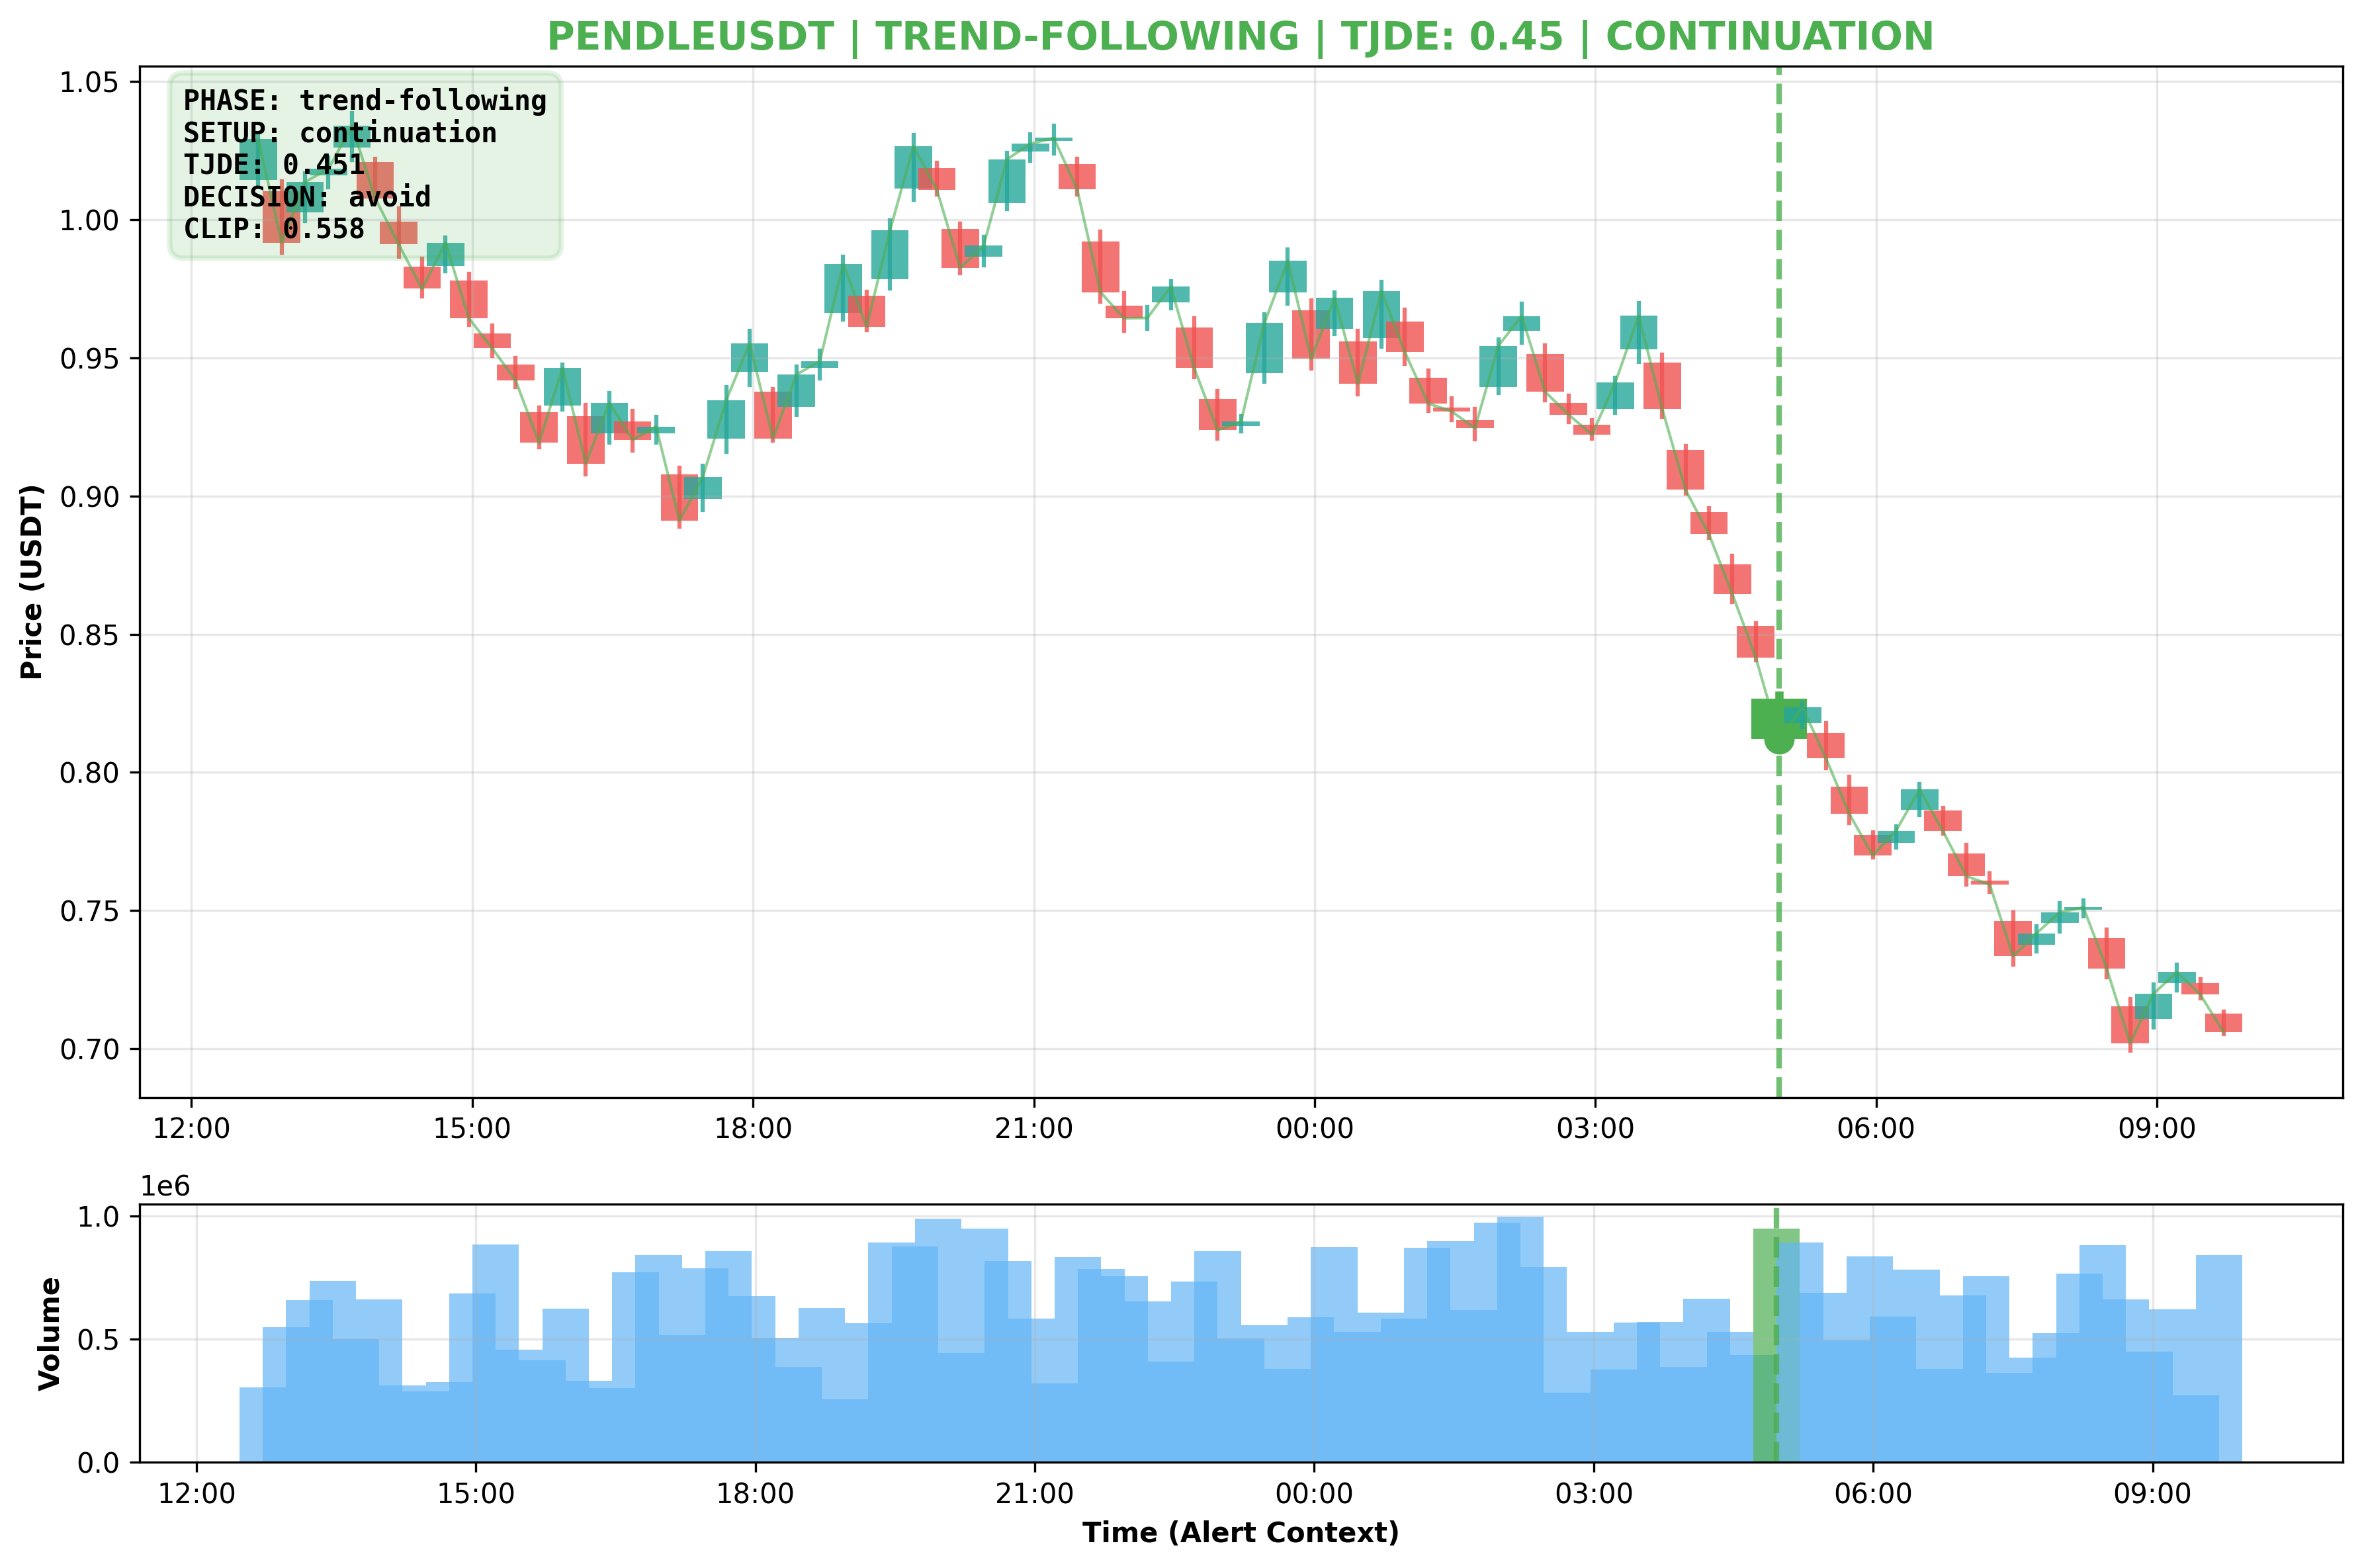 PENDLEUSDT | TREND-FOLLOWING | TJDE: 0.45 | CONTINUATION
PHASE: trend-following
SETUP: continuation
TJDE: 0.451
DECISION: avoid
CLIP: 0.558
Price (USDT)
1.05
1.00
0.95
0.90
0.85
0.80
0.75
0.70
12:00 15:00 18:00 21:00 00:00 03:00 06:00 09:00
1e6
Volume
1.0
0.5
0.0
12:00 15:00 18:00 21:00 00:00 03:00 06:00 09:00
Time (Alert Context)